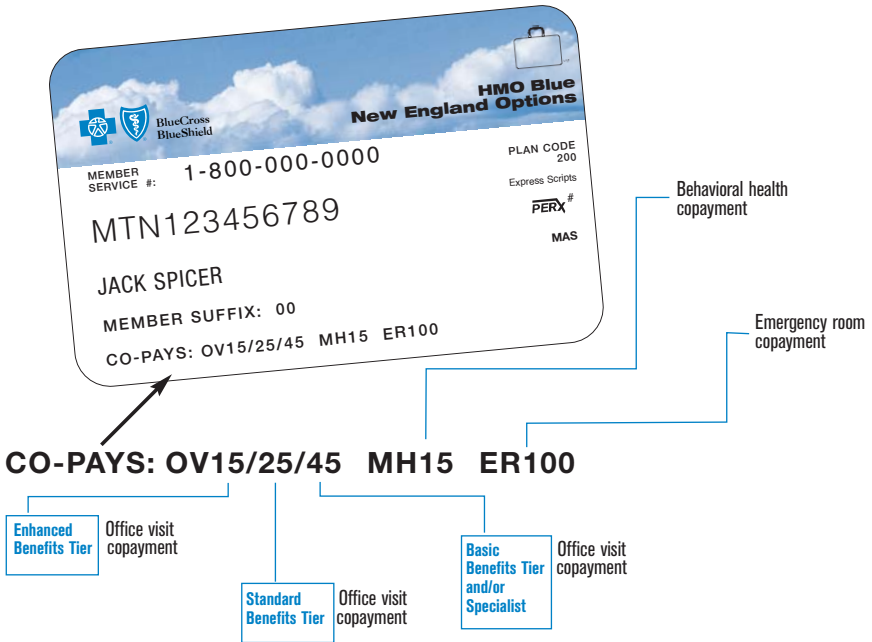 HMO Blue
New England Options
BlueCross
BlueShield
MEMBER
SERVICE #: 1-800-000-0000
PLAN CODE
200
Express Scripts
PERX #
MAS
MTN123456789
JACK SPICER
MEMBER SUFFIX: 00
CO-PAYS: OV15/25/45 MH15 ER100
Behavioral health
copayment
Emergency room
copayment
CO-PAYS: OV15/25/45 MH15 ER100
Enhanced
Benefits Tier
Office visit
copayment
Standard
Benefits Tier
Office visit
copayment
Basic
Benefits Tier
and/or
Specialist
Office visit
copayment